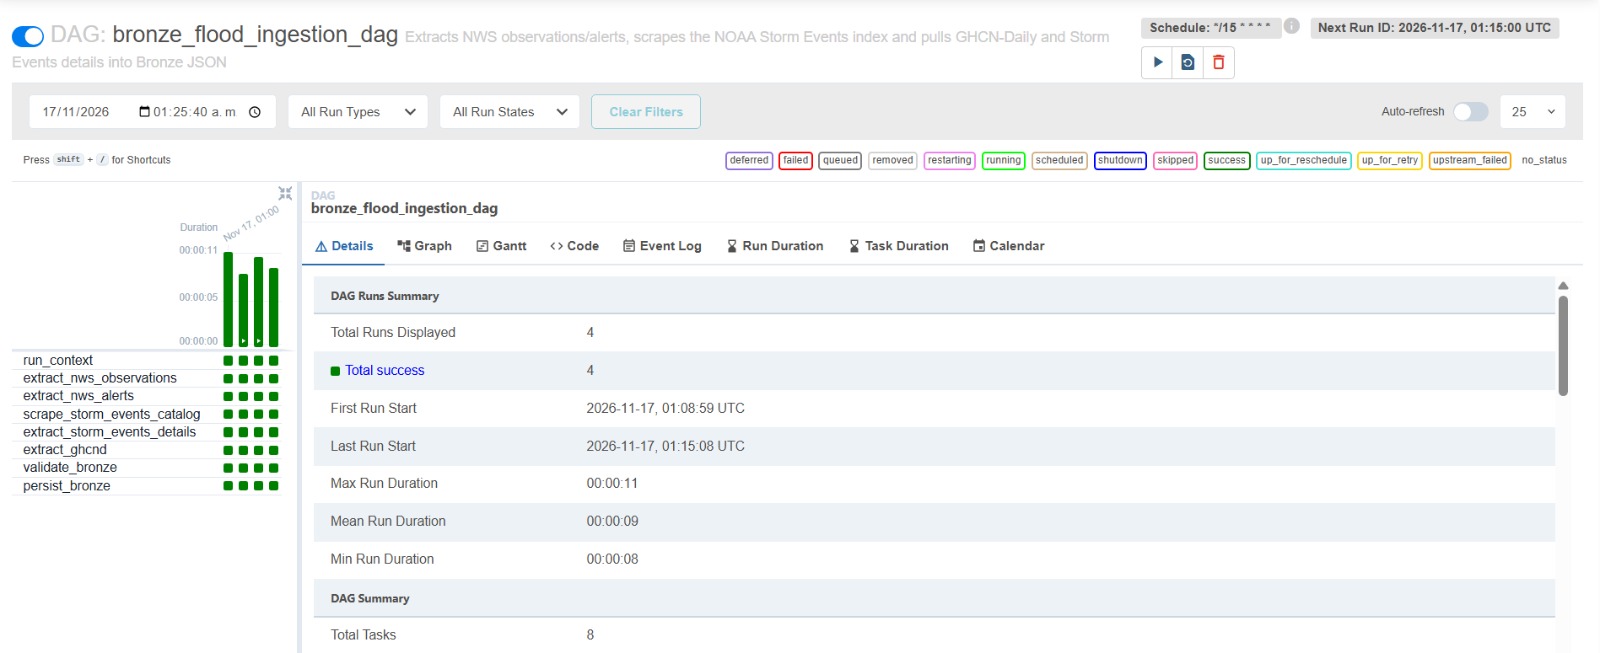 DAG: bronze_flood_ingestion_dag Extracts NWS observations/alerts, scrapes the NOAA Storm Events index and pulls GHCN-Daily and Storm
Events details into Bronze JSON
Schedule: */15 * * * *
Next Run ID: 2026-11-17, 01:15:00 UTC
17/11/2026 01:25:40 a. m
All Run Types
All Run States
Clear Filters
Auto-refresh
25
Press shift + / for Shortcuts
deferred failed queued removed restarting running scheduled shutdown skipped success up_for_reschedule up_for_retry upstream_failed no_status
Duration
Nov 17, 01:00
00:00:11
00:00:05
00:00:00
run_context
extract_nws_observations
extract_nws_alerts
scrape_storm_events_catalog
extract_storm_events_details
extract_ghcnd
validate_bronze
persist_bronze
DAG
bronze_flood_ingestion_dag
Details Graph Gantt <> Code Event Log Run Duration Task Duration Calendar
DAG Runs Summary
Total Runs Displayed 4
Total success 4
First Run Start 2026-11-17, 01:08:59 UTC
Last Run Start 2026-11-17, 01:15:08 UTC
Max Run Duration 00:00:11
Mean Run Duration 00:00:09
Min Run Duration 00:00:08
DAG Summary
Total Tasks 8